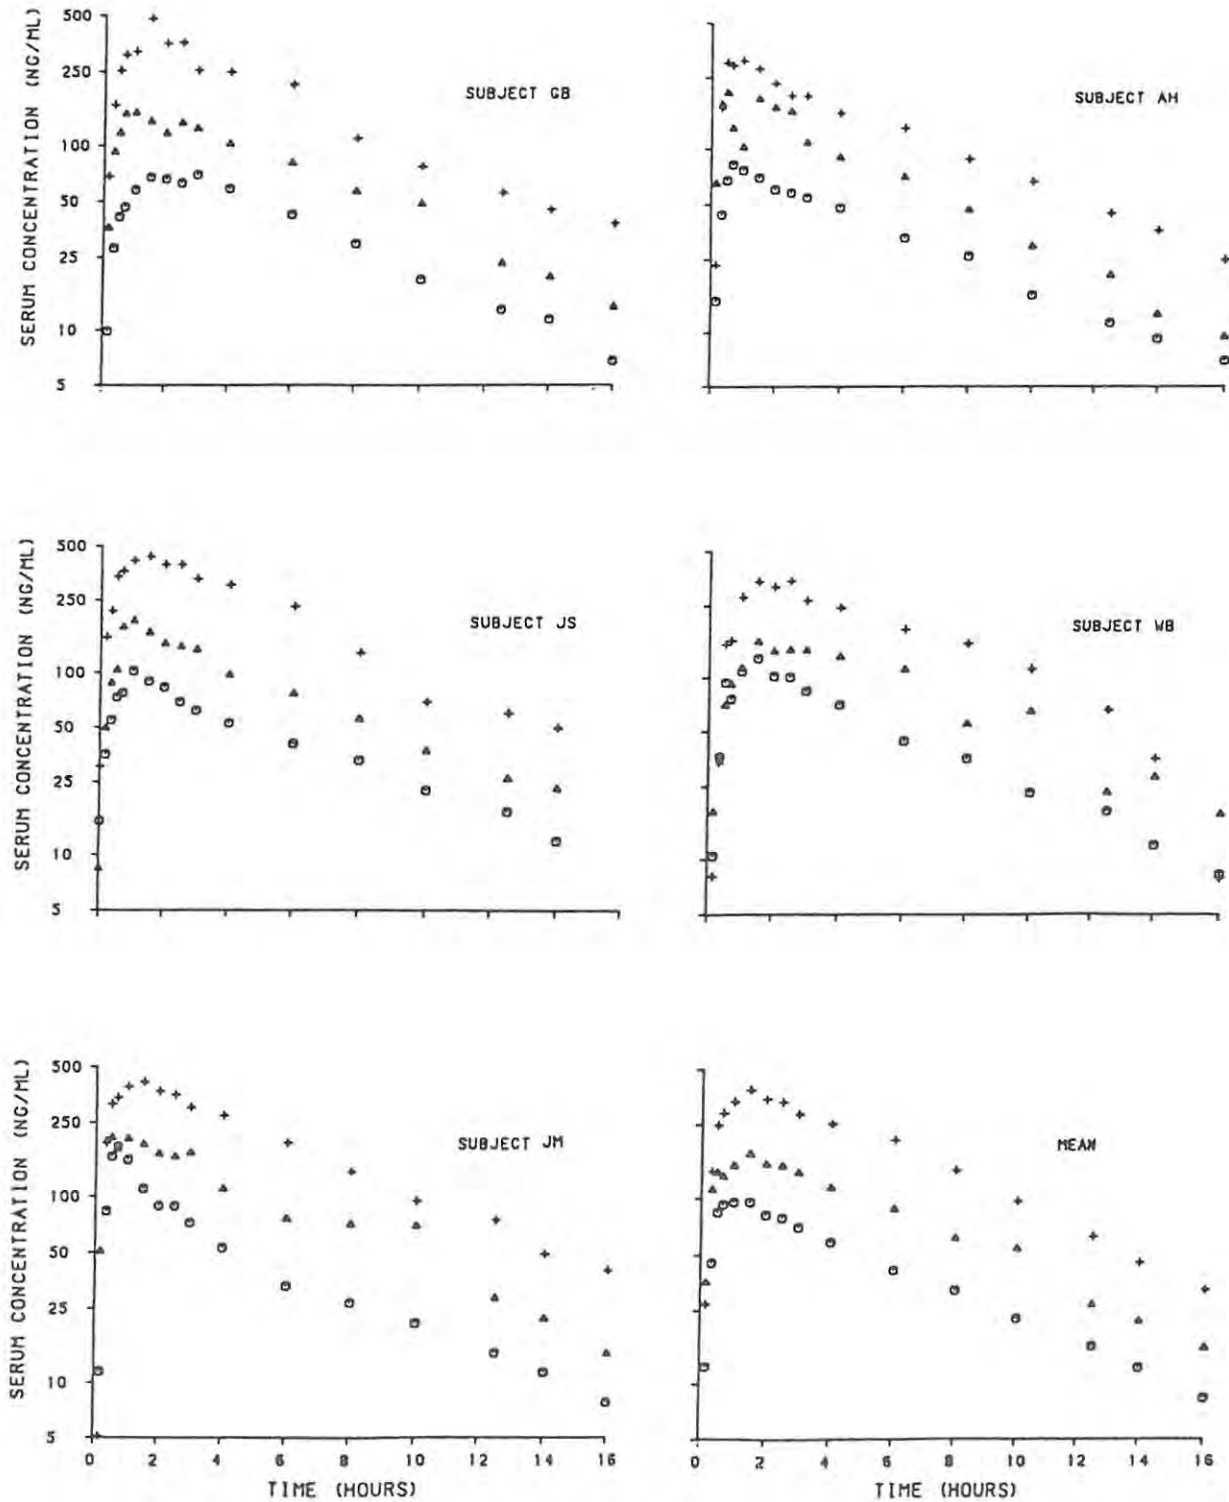 SERUM CONCENTRATION (NG/ML)
500
250
100
50
25
10
5
SUBJECT GB
SUBJECT AH
SERUM CONCENTRATION (NG/ML)
500
250
100
50
25
10
5
SUBJECT JS
SUBJECT WB
SERUM CONCENTRATION (NG/ML)
500
250
100
50
25
10
5
SUBJECT JM
MEAN
0 2 4 6 8 10 12 14 16
TIME (HOURS)
0 2 4 6 8 10 12 14 16
TIME (HOURS)